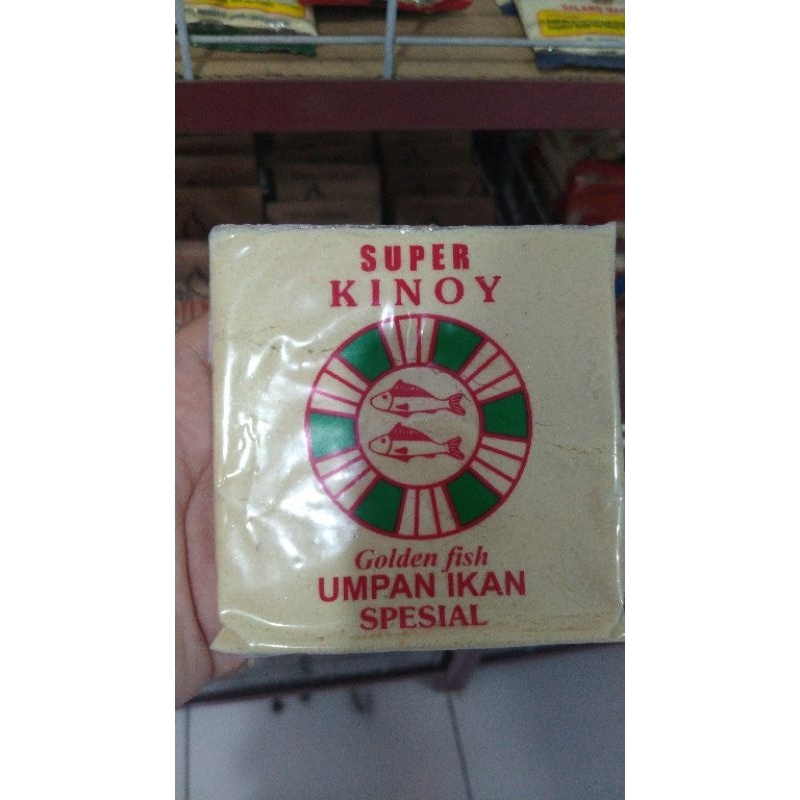 SUPER
KINOY
Golden fish
UMPAN IKAN
SPESIAL